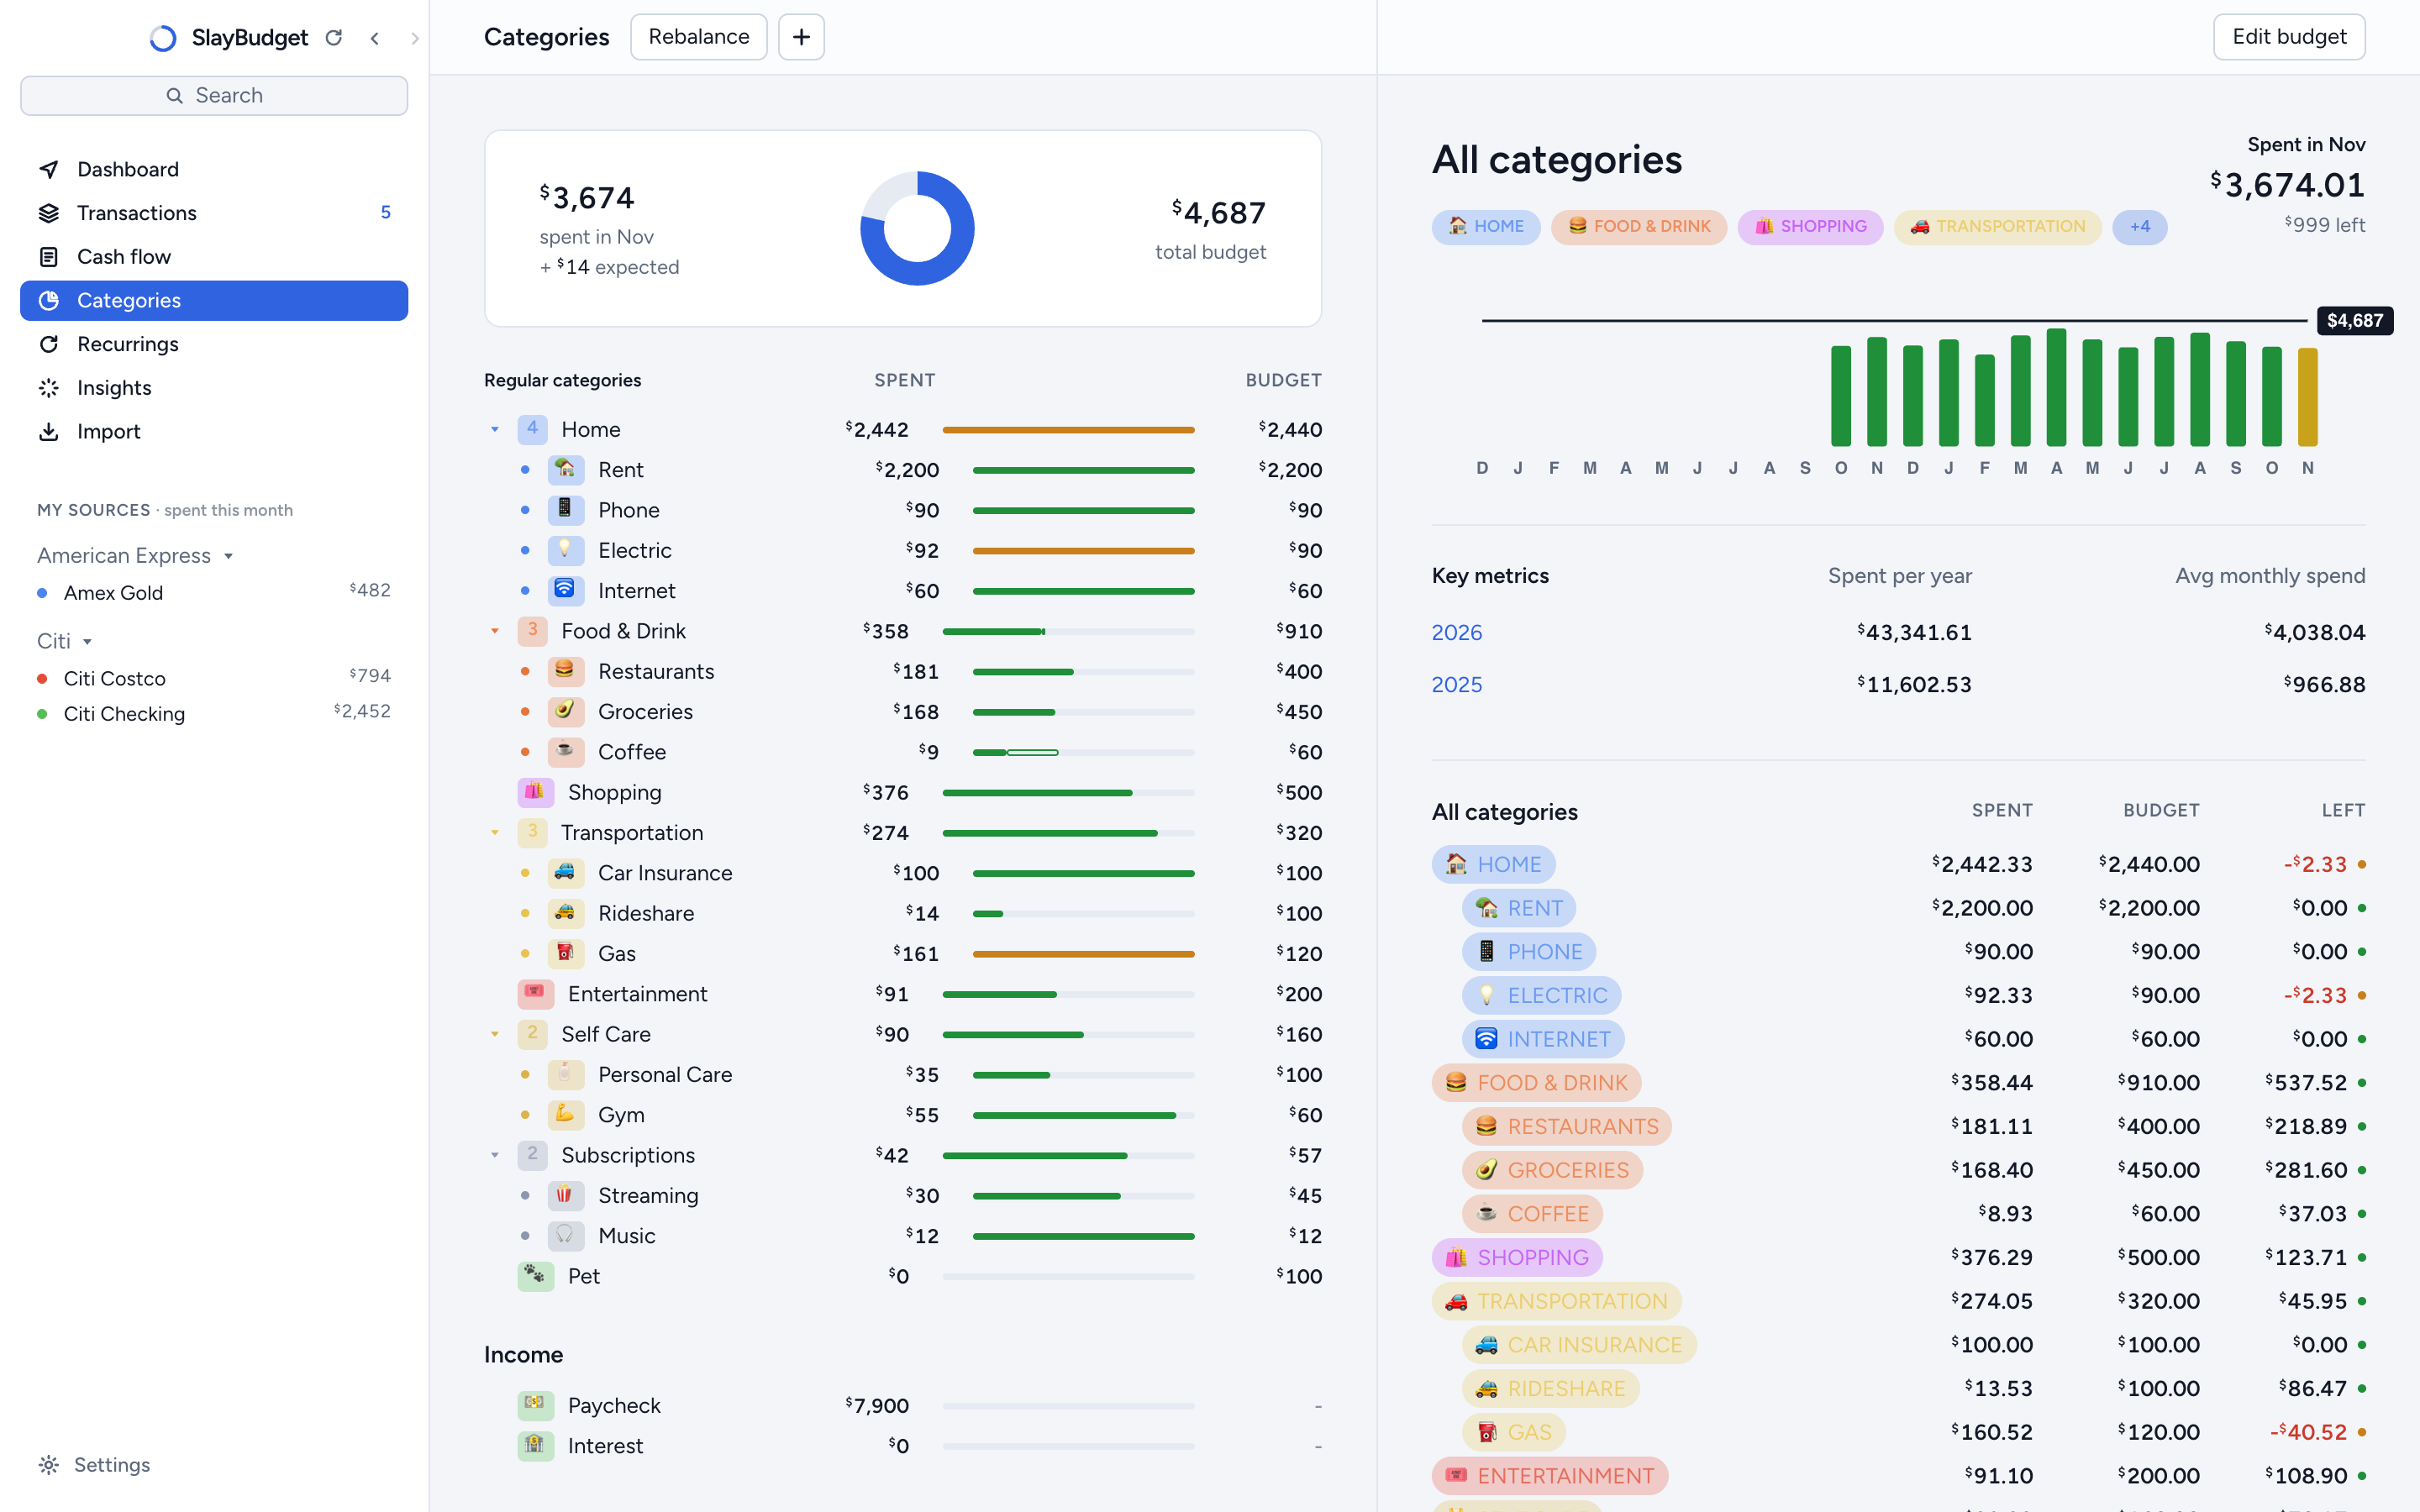 SlayBudget
Search
Dashboard
Transactions 5
Cash flow
Categories
Recurrings
Insights
Import
MY SOURCES · spent this month
American Express
Amex Gold $482
Citi
Citi Costco $794
Citi Checking $2,452
Settings
Categories Rebalance +
$3,674
spent in Nov
+ $14 expected
$4,687
total budget
Regular categories SPENT BUDGET
4 Home $2,442 $2,440
Rent $2,200 $2,200
Phone $90 $90
Electric $92 $90
Internet $60 $60
3 Food & Drink $358 $910
Restaurants $181 $400
Groceries $168 $450
Coffee $9 $60
Shopping $376 $500
3 Transportation $274 $320
Car Insurance $100 $100
Rideshare $14 $100
Gas $161 $120
Entertainment $91 $200
2 Self Care $90 $160
Personal Care $35 $100
Gym $55 $60
2 Subscriptions $42 $57
Streaming $30 $45
Music $12 $12
Pet $0 $100
Income
Paycheck $7,900 -
Interest $0 -
Edit budget
All categories
Spent in Nov
$3,674.01
$999 left
HOME FOOD & DRINK SHOPPING TRANSPORTATION +4
$4,687
D J F M A M J J A S O N D J F M A M J J A S O N
Key metrics Spent per year Avg monthly spend
2026 $43,341.61 $4,038.04
2025 $11,602.53 $966.88
All categories SPENT BUDGET LEFT
HOME $2,442.33 $2,440.00 -$2.33
RENT $2,200.00 $2,200.00 $0.00
PHONE $90.00 $90.00 $0.00
ELECTRIC $92.33 $90.00 -$2.33
INTERNET $60.00 $60.00 $0.00
FOOD & DRINK $358.44 $910.00 $537.52
RESTAURANTS $181.11 $400.00 $218.89
GROCERIES $168.40 $450.00 $281.60
COFFEE $8.93 $60.00 $37.03
SHOPPING $376.29 $500.00 $123.71
TRANSPORTATION $274.05 $320.00 $45.95
CAR INSURANCE $100.00 $100.00 $0.00
RIDESHARE $13.53 $100.00 $86.47
GAS $160.52 $120.00 -$40.52
ENTERTAINMENT $91.10 $200.00 $108.90